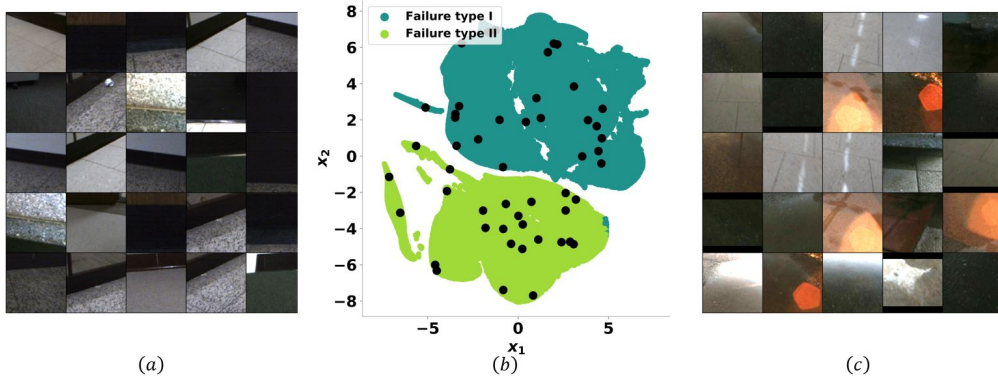 Failure type I
Failure type II
8
6
4
2
0
−2
−4
−6
−8
x₂
−5
0
5
x₁
(a)
(b)
(c)